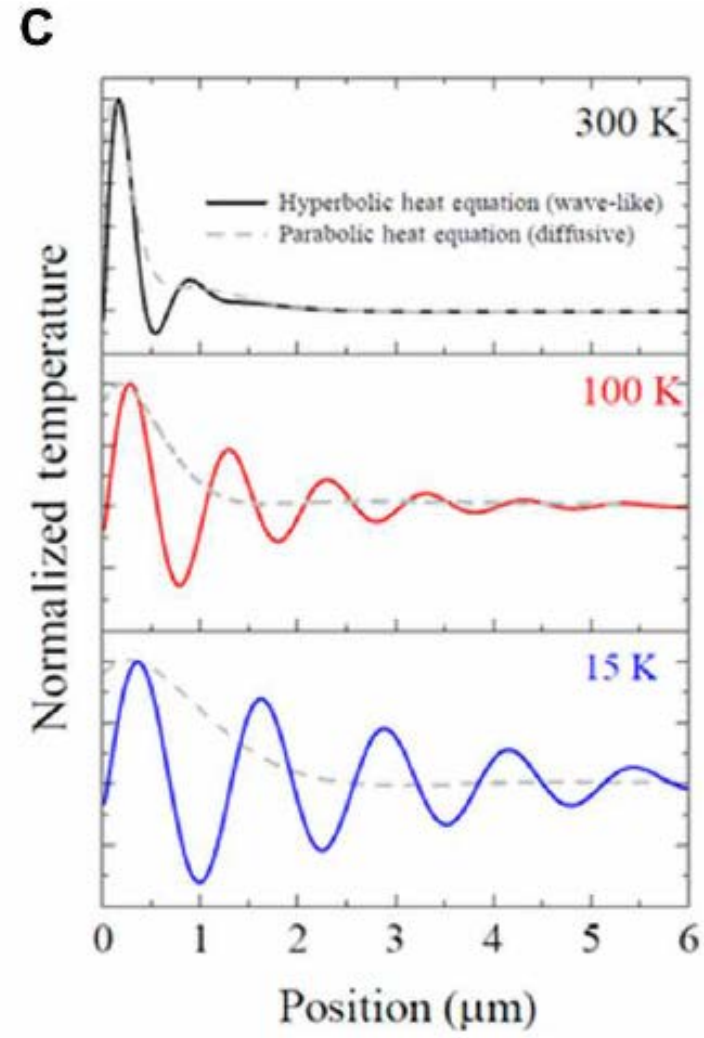 C
300 K
Hyperbolic heat equation (wave-like)
Parabolic heat equation (diffusive)
100 K
15 K
Normalized temperature
0 1 2 3 4 5 6
Position (μm)